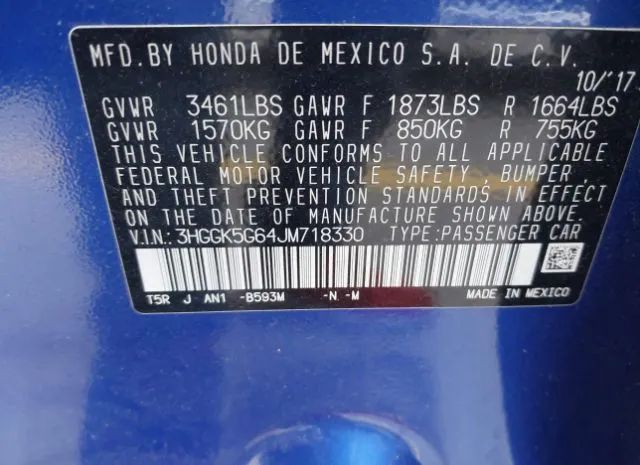 MFD. BY HONDA DE MEXICO S.A. DE C.V.
10/'17
GVWR 3461LBS GAWR F 1873LBS R 1664LBS
GVWR 1570KG GAWR F 850KG R 755KG
THIS VEHICLE CONFORMS TO ALL APPLICABLE
FEDERAL MOTOR VEHICLE SAFETY, BUMPER,
AND THEFT PREVENTION STANDARDS IN EFFECT
ON THE DATE OF MANUFACTURE SHOWN ABOVE.
V.I.N.: 3HGGK5G64JM718330 TYPE:PASSENGER CAR
T5R J AN1 -B593M -N -M MADE IN MEXICO